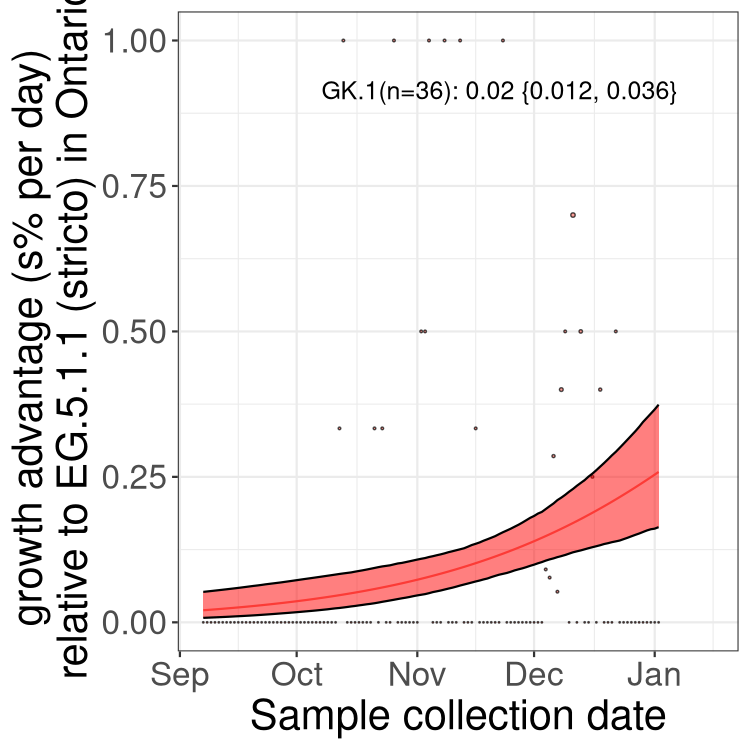 growth advantage (s% per day)
relative to EG.5.1.1 (stricto) in Ontario
1.00
0.75
0.50
0.25
0.00
GK.1(n=36): 0.02 {0.012, 0.036}
Sep Oct Nov Dec Jan
Sample collection date